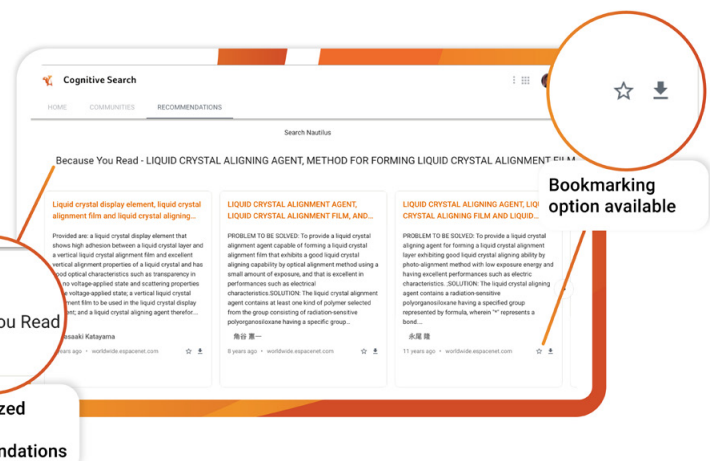 Cognitive Search
HOME COMMUNITIES RECOMMENDATIONS
Search Nautilus
Because You Read - LIQUID CRYSTAL ALIGNING AGENT, METHOD FOR FORMING LIQUID CRYSTAL ALIGNMENT FILM
Bookmarking
option available
Liquid crystal display element, liquid crystal
alignment film and liquid crystal aligning...
Provided are: a liquid crystal display element that
shows high adhesion between a liquid crystal layer and
a vertical liquid crystal alignment film and excellent
vertical alignment properties of a liquid crystal and has
good optical characteristics such as transparency in
no voltage-applied state and scattering properties
voltage-applied state; a vertical liquid crystal
ment film to be used in the liquid crystal display
nt; and a liquid crystal aligning agent therefor....
asaaki Katayama
years ago • worldwide.espacenet.com
LIQUID CRYSTAL ALIGNMENT AGENT,
LIQUID CRYSTAL ALIGNMENT FILM, AND...
PROBLEM TO BE SOLVED: To provide a liquid crystal
alignment agent capable of forming a liquid crystal
alignment film that exhibits a good liquid crystal
aligning capability by optical alignment method using a
small amount of exposure, and that is excellent in
performances such as electrical
characteristics.SOLUTION: The liquid crystal alignment
agent contains at least one kind of polymer selected
from the group consisting of radiation-sensitive
polyorganosiloxane having a specific group...
角谷 憲一
8 years ago • worldwide.espacenet.com
LIQUID CRYSTAL ALIGNING AGENT, LIQU
CRYSTAL ALIGNING FILM AND LIQUID...
PROBLEM TO BE SOLVED: To provide a liquid crystal
aligning agent for forming a liquid crystal alignment
layer exhibiting good liquid crystal aligning ability by
photo-alignment method with low exposure energy and
having excellent performances such as electric
characteristics. ;SOLUTION: The liquid crystal aligning
agent contains a radiation-sensitive
polyorganosiloxane having a specified group
represented by formula, wherein "Y" represents a
bond....
永尾 隆
11 years ago • worldwide.espacenet.com
ou Read
zed
ndations